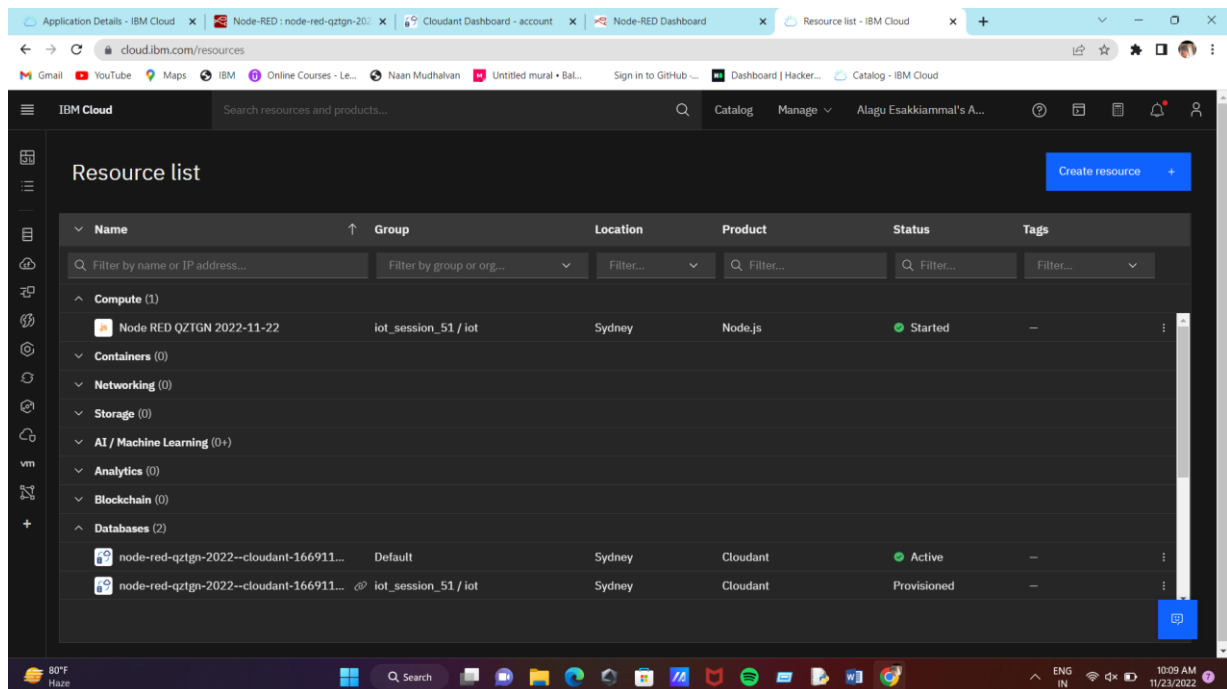 Application Details - IBM Cloud
Node-RED : node-red-qztgn-202
Cloudant Dashboard - account
Node-RED Dashboard
Resource list - IBM Cloud
cloud.ibm.com/resources
Gmail YouTube Maps IBM Online Courses - Le... Naan Mudhalvan Untitled mural • Bal... Sign in to GitHub ·... Dashboard | Hacker... Catalog - IBM Cloud
IBM Cloud Search resources and products... Catalog Manage Alagu Esakkiammal's A...
Resource list
Create resource +
Name Group Location Product Status Tags
Filter by name or IP address... Filter by group or org... Filter... Filter... Filter... Filter...
Compute (1)
Node RED QZTGN 2022-11-22 iot_session_51 / iot Sydney Node.js Started –
Containers (0)
Networking (0)
Storage (0)
AI / Machine Learning (0+)
vm
Analytics (0)
Blockchain (0)
Databases (2)
node-red-qztgn-2022--cloudant-166911... Default Sydney Cloudant Active –
node-red-qztgn-2022--cloudant-166911... iot_session_51 / iot Sydney Cloudant Provisioned –
80°F
Haze
Search
ENG
IN
10:09 AM
11/23/2022
7